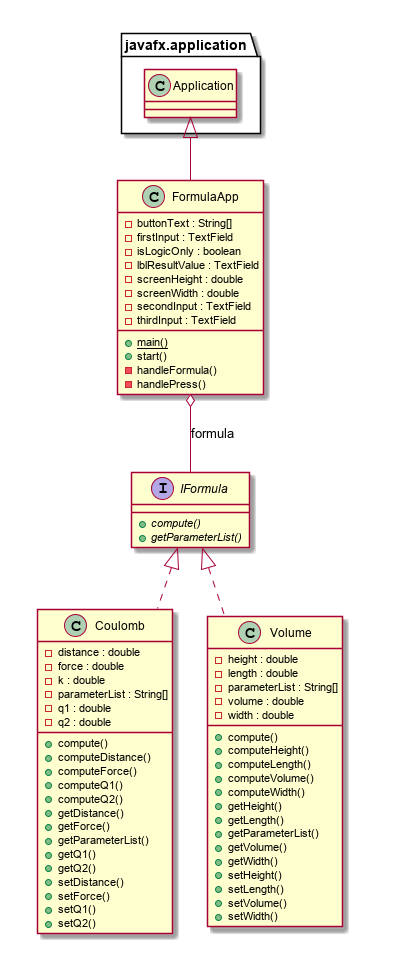 javafx.application
C Application
C FormulaApp
buttonText : String[]
firstInput : TextField
isLogicOnly : boolean
lblResultValue : TextField
screenHeight : double
screenWidth : double
secondInput : TextField
thirdInput : TextField
main()
start()
handleFormula()
handlePress()
formula
I IFormula
compute()
getParameterList()
C Coulomb
distance : double
force : double
k : double
parameterList : String[]
q1 : double
q2 : double
compute()
computeDistance()
computeForce()
computeQ1()
computeQ2()
getDistance()
getForce()
getParameterList()
getQ1()
getQ2()
setDistance()
setForce()
setQ1()
setQ2()
C Volume
height : double
length : double
parameterList : String[]
volume : double
width : double
compute()
computeHeight()
computeLength()
computeVolume()
computeWidth()
getHeight()
getLength()
getParameterList()
getVolume()
getWidth()
setHeight()
setLength()
setVolume()
setWidth()